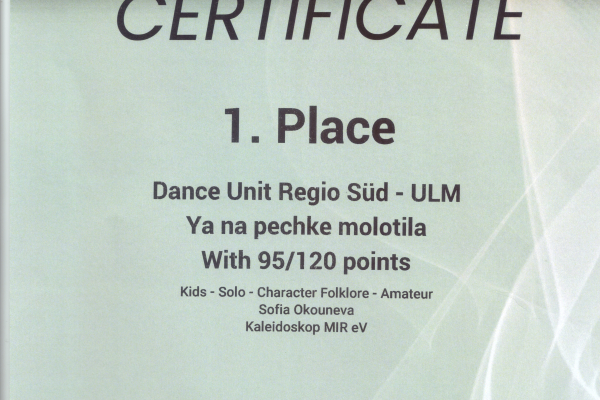 CERTIFICATE
1. Place
Dance Unit Regio Süd - ULM
Ya na pechke molotila
With 95/120 points
Kids - Solo - Character Folklore - Amateur
Sofia Okouneva
Kaleidoskop MIR eV